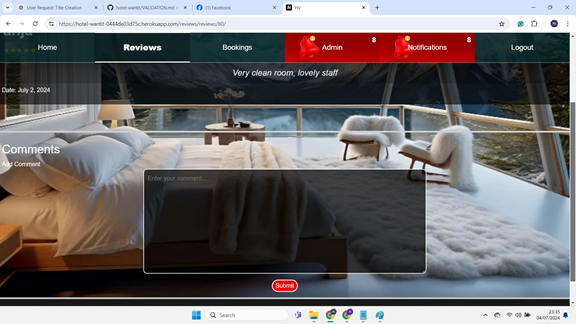 User Request: Title Creation
hotel-wantit/VALIDATION.md at
(1) Facebook
HV
https://hotel-wantit-0444de03d75c.herokuapp.com/reviews/reviews/80/
Home
Reviews
Bookings
Admin
8
Notifications
8
Logout
Very clean room, lovely staff
Date: July 2, 2024
Comments
Add Comment
Enter your comment...
Submit
Search
23:35
04/07/2024